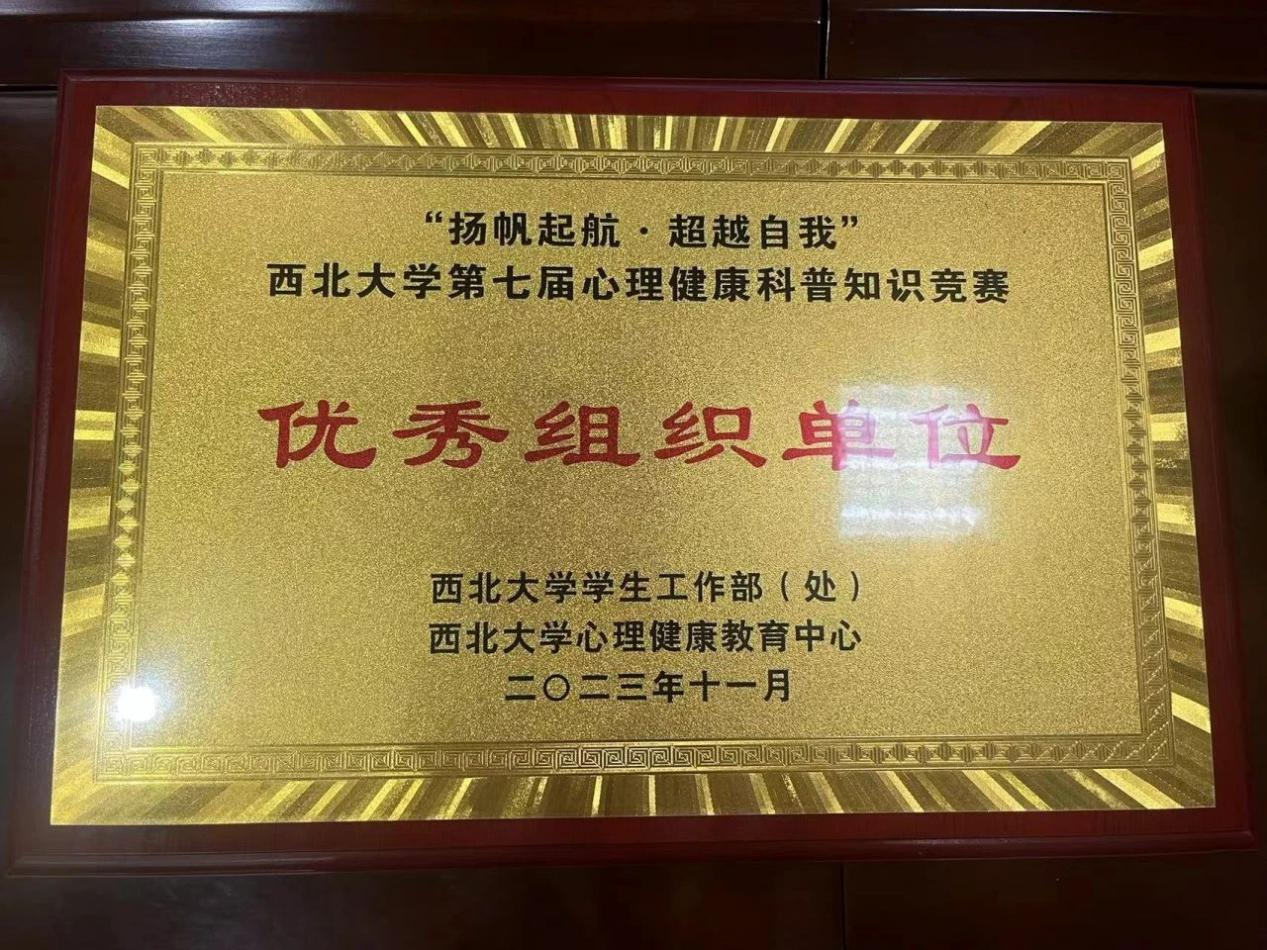 “扬帆起航·超越自我”
西北大学第七届心理健康科普知识竞赛
优秀组织单位
西北大学学生工作部（处）
西北大学心理健康教育中心
二〇二三年十一月